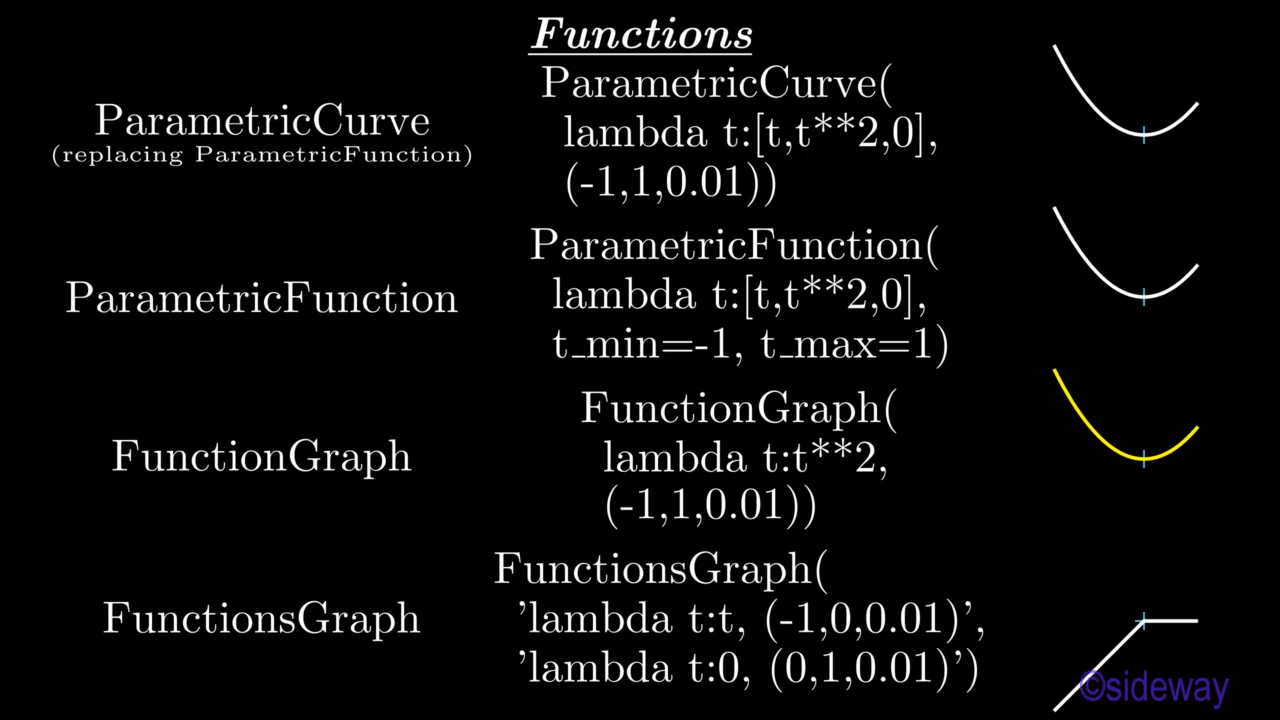 Functions
ParametricCurve
(replacing ParametricFunction)
ParametricCurve(
lambda t:[t,t**2,0],
(-1,1,0.01))
ParametricFunction
ParametricFunction(
lambda t:[t,t**2,0],
t_min=-1, t_max=1)
FunctionGraph
FunctionGraph(
lambda t:t**2,
(-1,1,0.01))
FunctionsGraph
FunctionsGraph(
’lambda t:t, (-1,0,0.01)’,
’lambda t:0, (0,1,0.01)’)
©sideway